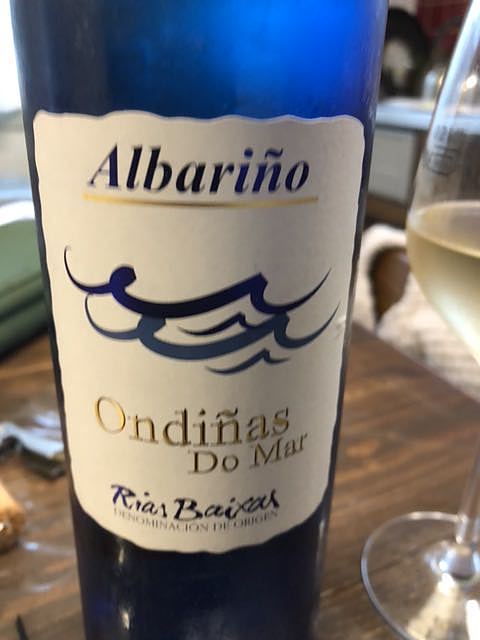 Albariño
Ondiñas
Do Mar
Rias Baixas
DENOMINACIÓN DE ORIGEN